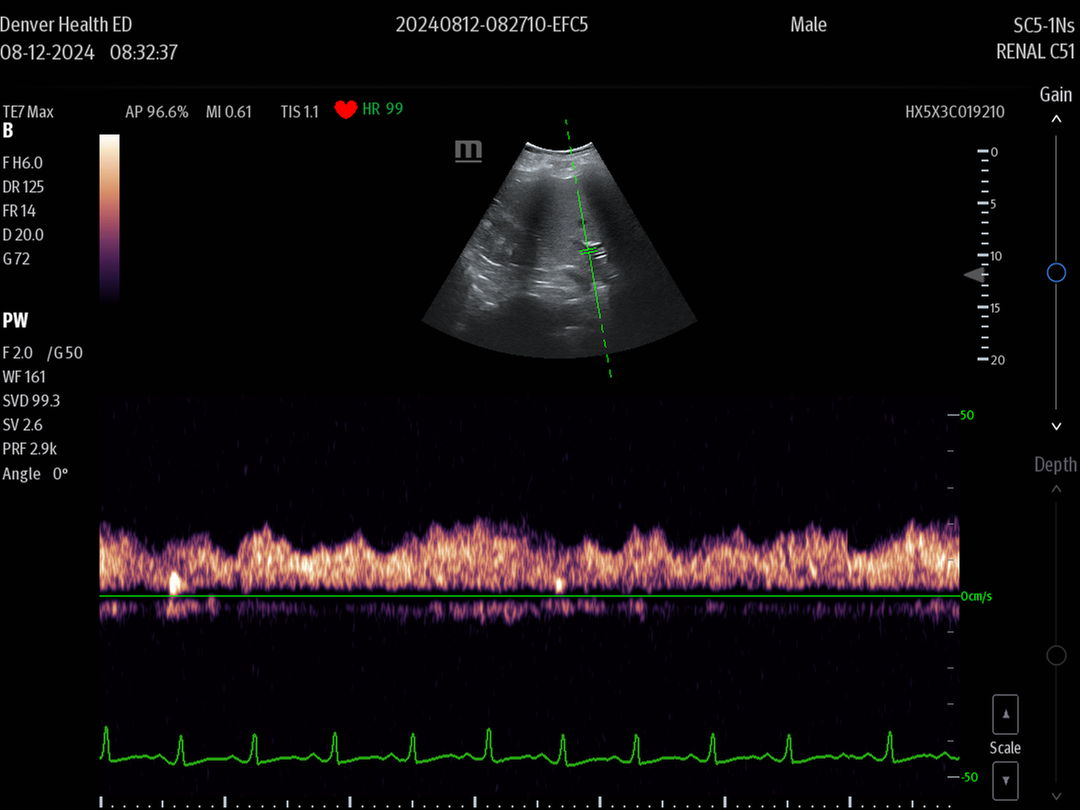 Denver Health ED 20240812-082710-EFC5 Male SC5-1Ns
08-12-2024 08:32:37 RENAL C51
Gain
TE7 Max AP 96.6% MI 0.61 TIS 1.1 HR 99 HX5X3C019210
B
F H6.0
DR 125
FR 14
D 20.0
G 72
m
0
5
10
15
20
PW
F 2.0 /G 50
WF 161
SVD 99.3
SV 2.6
PRF 2.9k
Angle 0°
50
Depth
0cm/s
Scale
-50